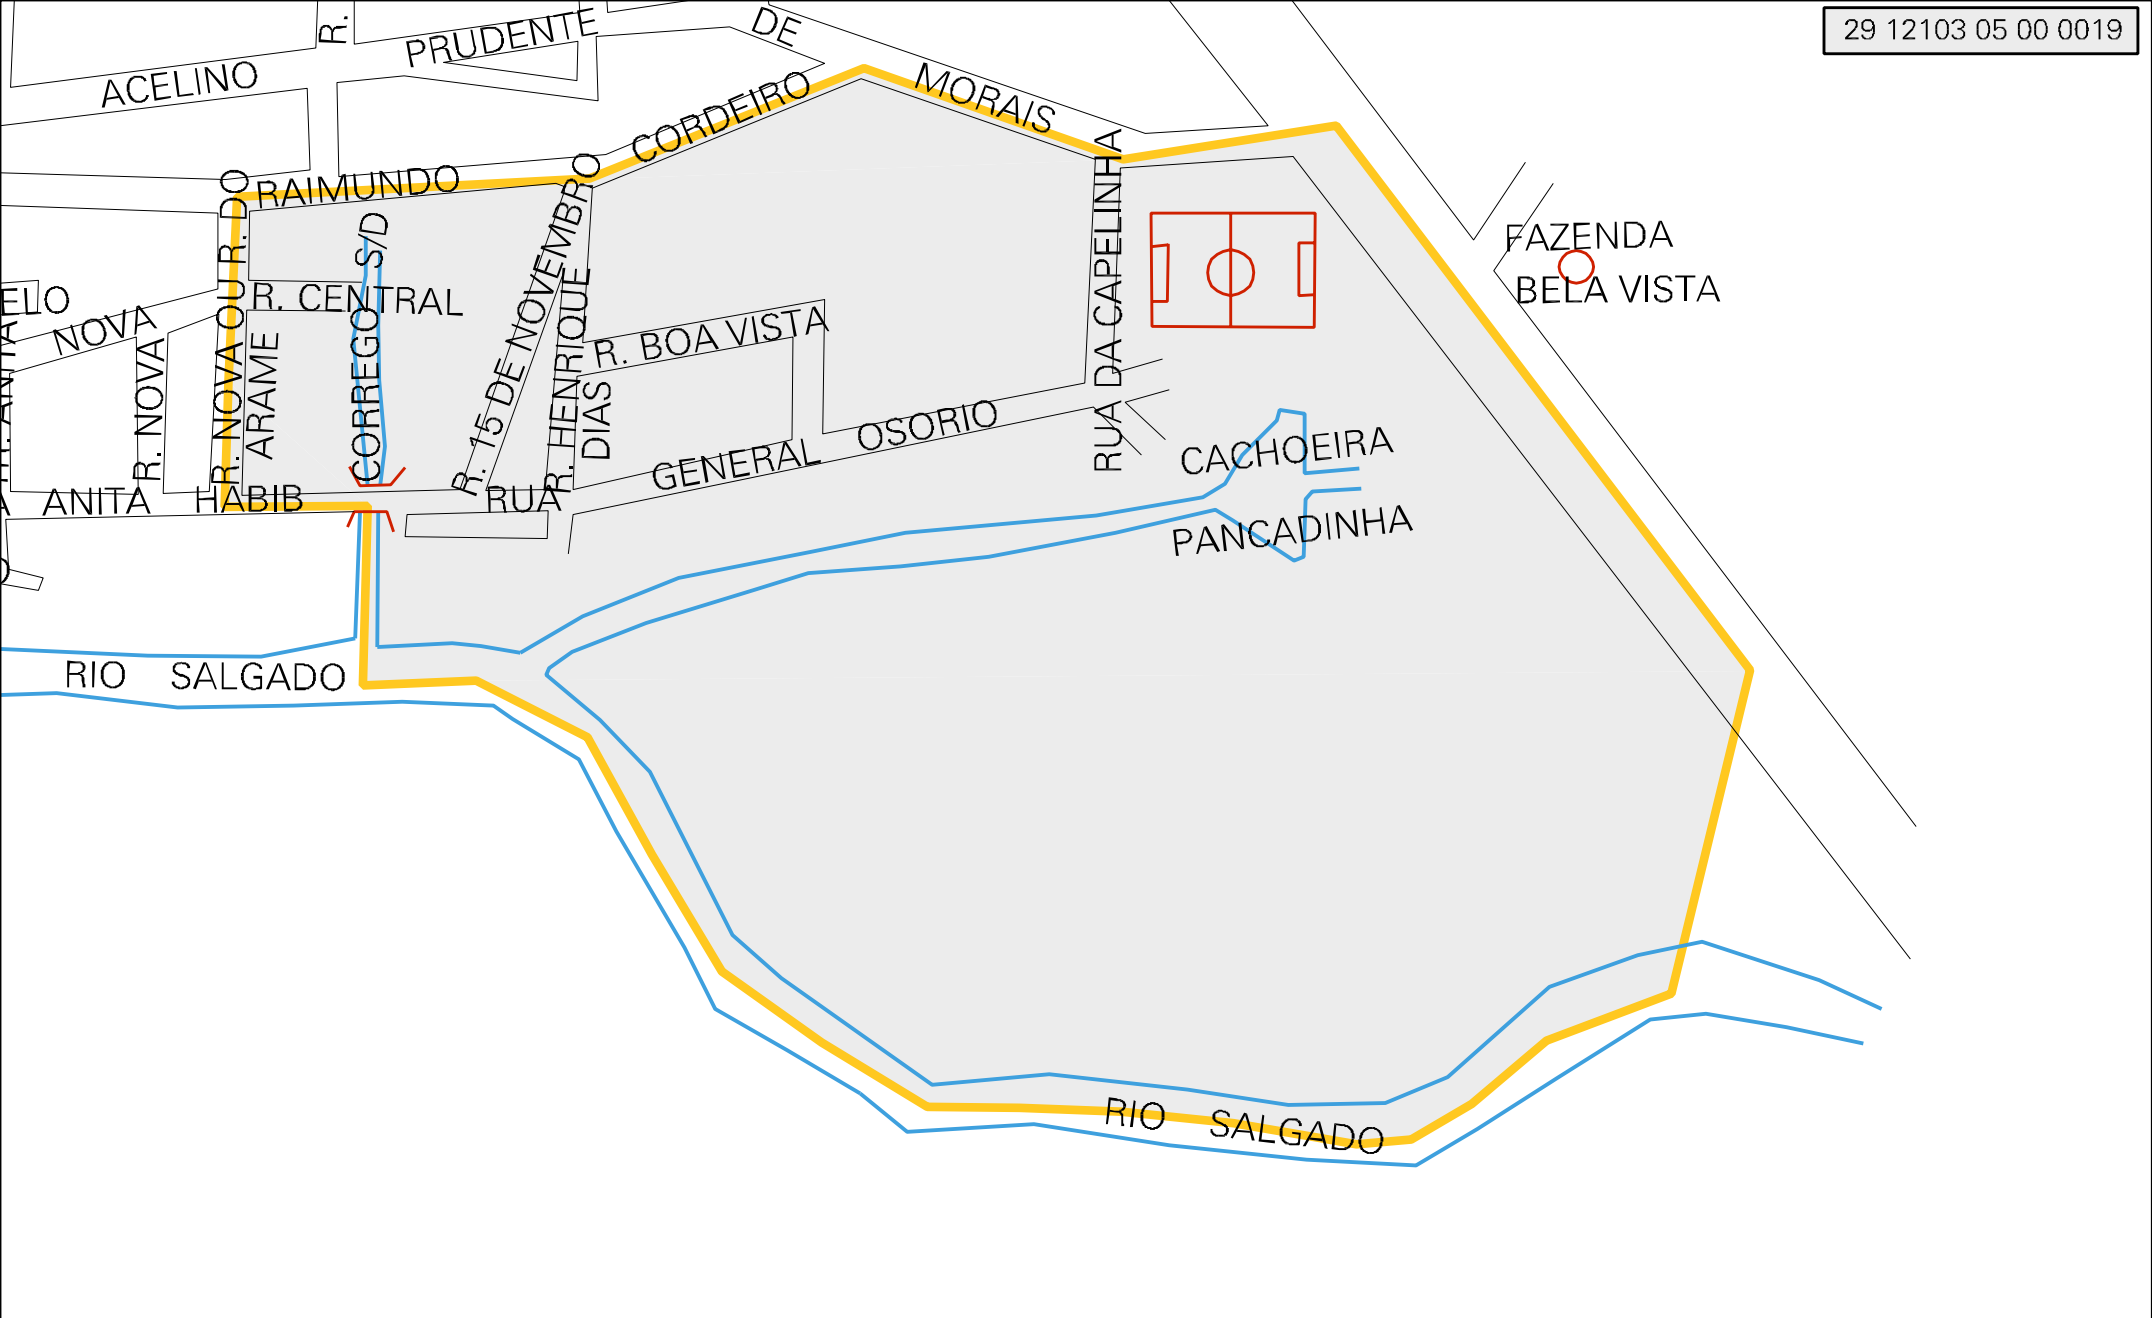 29 12103 05 00 0019
R.
PRUDENTE
DE
MORAIS
ACELINO
RAIMUNDO
CORDEIRO
R. NOVA OU R. DO
ARAME
CORREGO S/D
R. CENTRAL
R. 15 DE NOVEMBRO
R. HENRIQUE
DIAS
R. BOA VISTA
RUA DA CAPELINHA
FAZENDA
BELA VISTA
ELO
NOVA
R. NOVA
ANITA HABIB
RUA
GENERAL OSORIO
CACHOEIRA
PANCADINHA
RIO SALGADO
RIO SALGADO